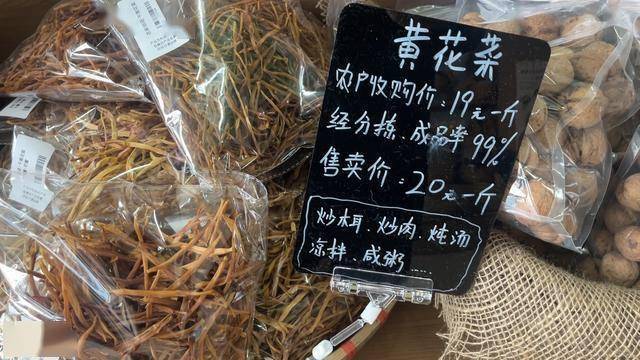 黄花菜
农户收购价：19元一斤
经分拣、成品率99%
售卖价：20元一斤
炒木耳、炒肉、炖汤
凉拌、咸粥……